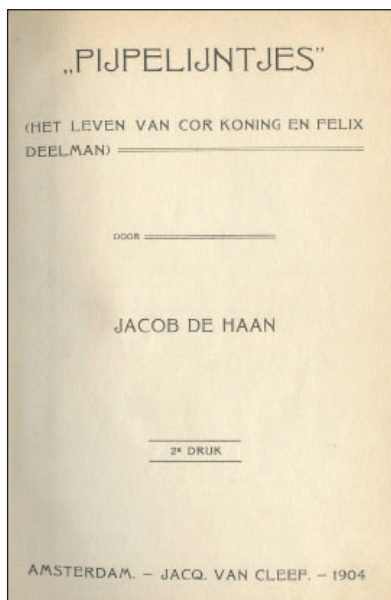 „PIJPELIJNTJES”
(HET LEVEN VAN COR KONING EN FELIX
DEELMAN)
DOOR
JACOB DE HAAN
2e DRUK
AMSTERDAM. – JACQ. VAN CLEEF. – 1904